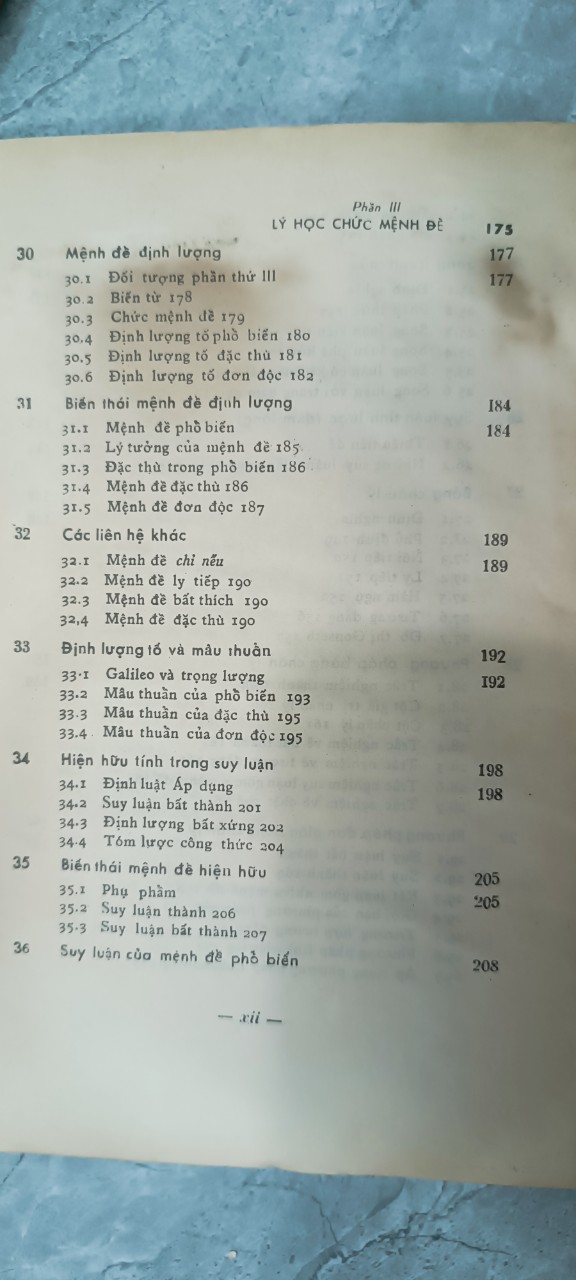 Phần III
LÝ HỌC CHỨC MỆNH ĐỀ 175
30 Mệnh đề định lượng 177
30.1 Đối tượng phần thứ III 177
30.2 Biến từ 178
30.3 Chức mệnh đề 179
30.4 Định lượng tố phổ biến 180
30.5 Định lượng tố đặc thù 181
30.6 Định lượng tố đơn độc 182
31 Biến thái mệnh đề định lượng 184
31.1 Mệnh đề phổ biến 184
31.2 Lý tưởng của mệnh đề 185
31.3 Đặc thù trong phổ biến 186
31.4 Mệnh đề đặc thù 186
31.5 Mệnh đề đơn độc 187
32 Các liên hệ khác 189
32.1 Mệnh đề chỉ nếu 189
32.2 Mệnh đề ly tiếp 190
32.3 Mệnh đề bất thích 190
32,4 Mệnh đề đặc thù 190
33 Định lượng tố và mâu thuẫn 192
33.1 Galileo và trọng lượng 192
33.2 Mâu thuẫn của phổ biến 193
33.3 Mâu thuẫn của đặc thù 195
33.4 Mâu thuẫn của đơn độc 195
34 Hiện hữu tính trong suy luận 198
34.1 Định luật Áp dụng 198
34.2 Suy luận bất thành 201
34.3 Định lượng bất xứng 202
34.4 Tóm lược công thức 204
35 Biến thái mệnh đề hiện hữu 205
35.1 Phụ phẩm 205
35.2 Suy luận thành 206
35.3 Suy luận bất thành 207
36 Suy luận của mệnh đề phổ biến 208
— xii —